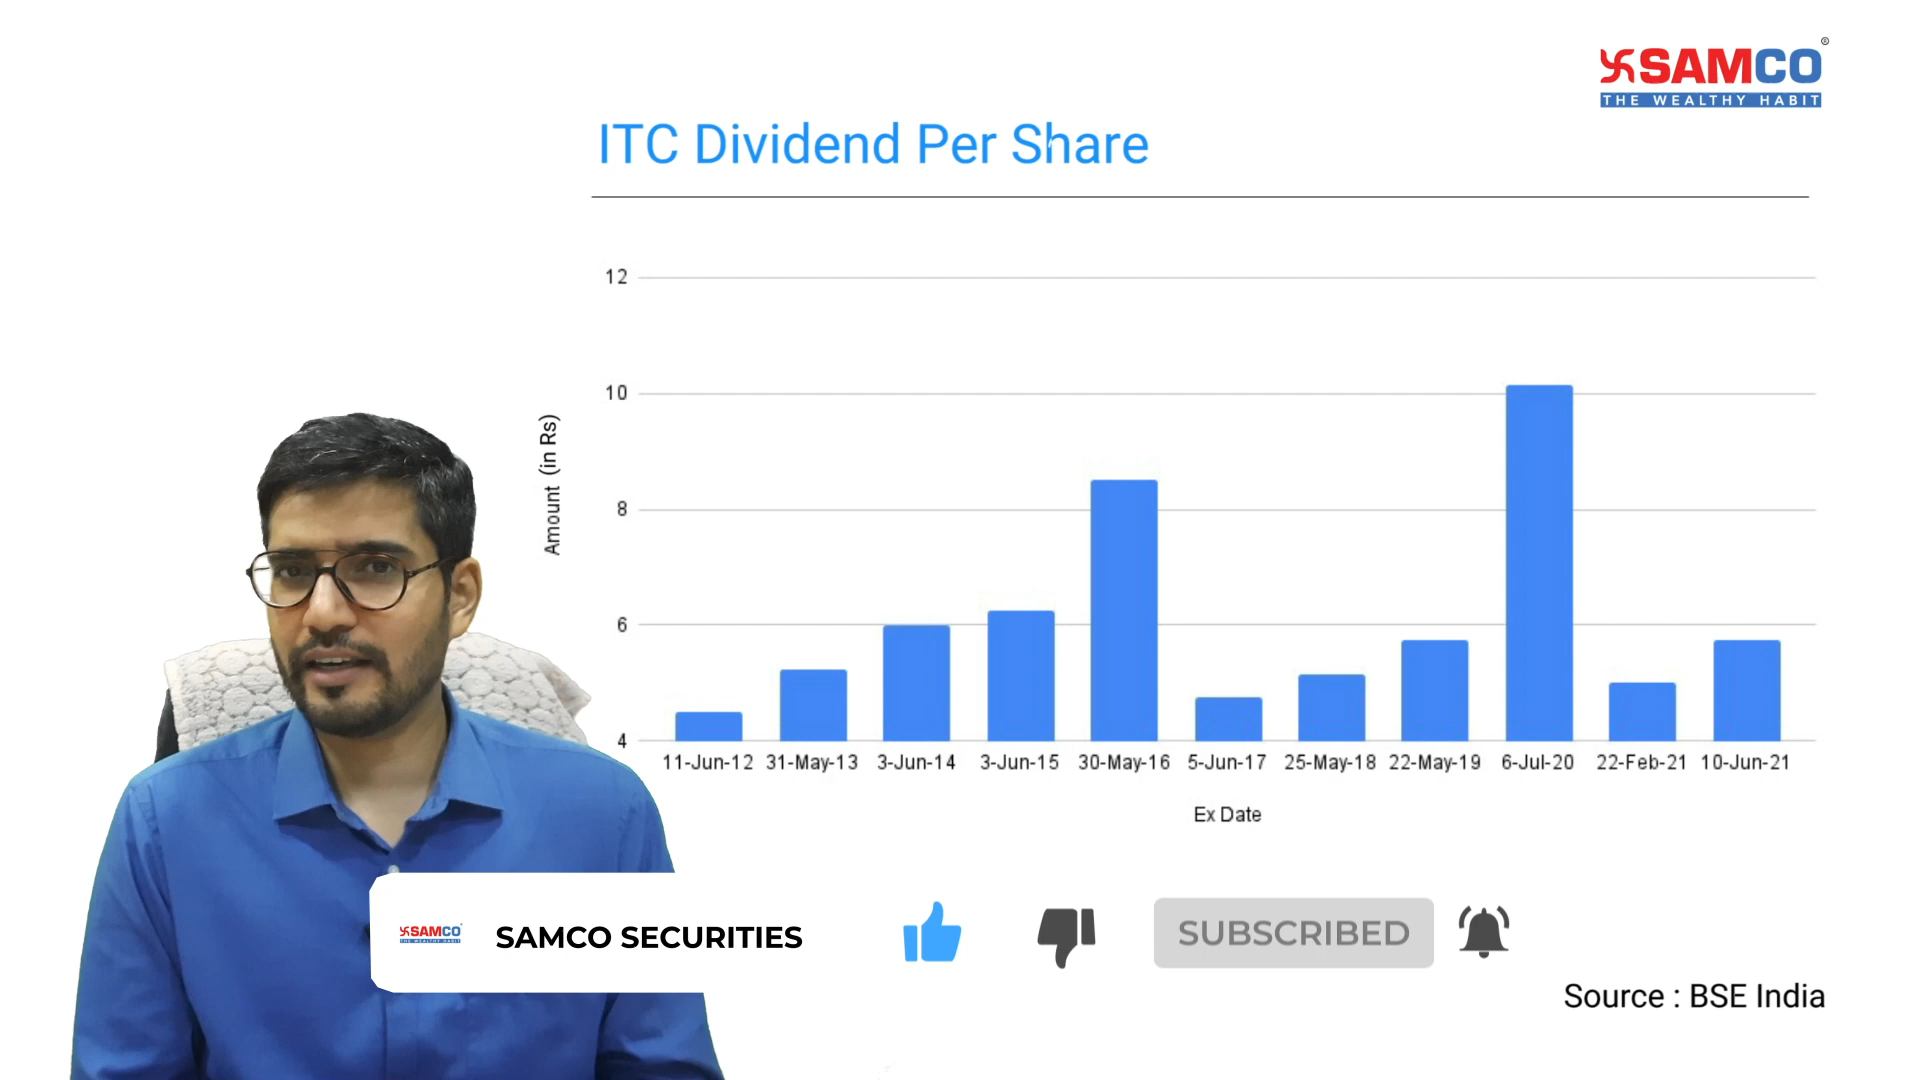 SAMCO®
THE WEALTHY HABIT
ITC Dividend Per Share
12
10
8
6
4
Amount (in Rs)
11-Jun-12 31-May-13 3-Jun-14 3-Jun-15 30-May-16 5-Jun-17 25-May-18 22-May-19 6-Jul-20 22-Feb-21 10-Jun-21
Ex Date
SAMCO
THE WEALTHY HABIT
SAMCO SECURITIES
SUBSCRIBED
Source : BSE India